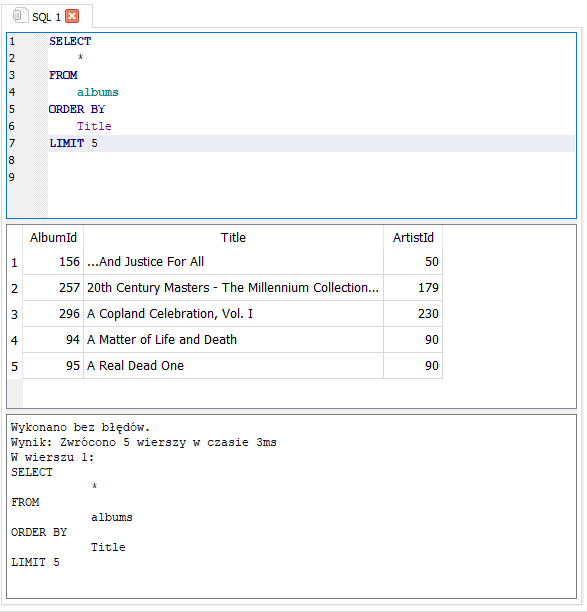 SQL 1
1 SELECT
2 *
3 FROM
4 albums
5 ORDER BY
6 Title
7 LIMIT 5
8
9
AlbumId Title ArtistId
1 156 ...And Justice For All 50
2 257 20th Century Masters - The Millennium Collection... 179
3 296 A Copland Celebration, Vol. I 230
4 94 A Matter of Life and Death 90
5 95 A Real Dead One 90
Wykonano bez błędów.
Wynik: Zwrócono 5 wierszy w czasie 3ms
W wierszu 1:
SELECT
*
FROM
albums
ORDER BY
Title
LIMIT 5